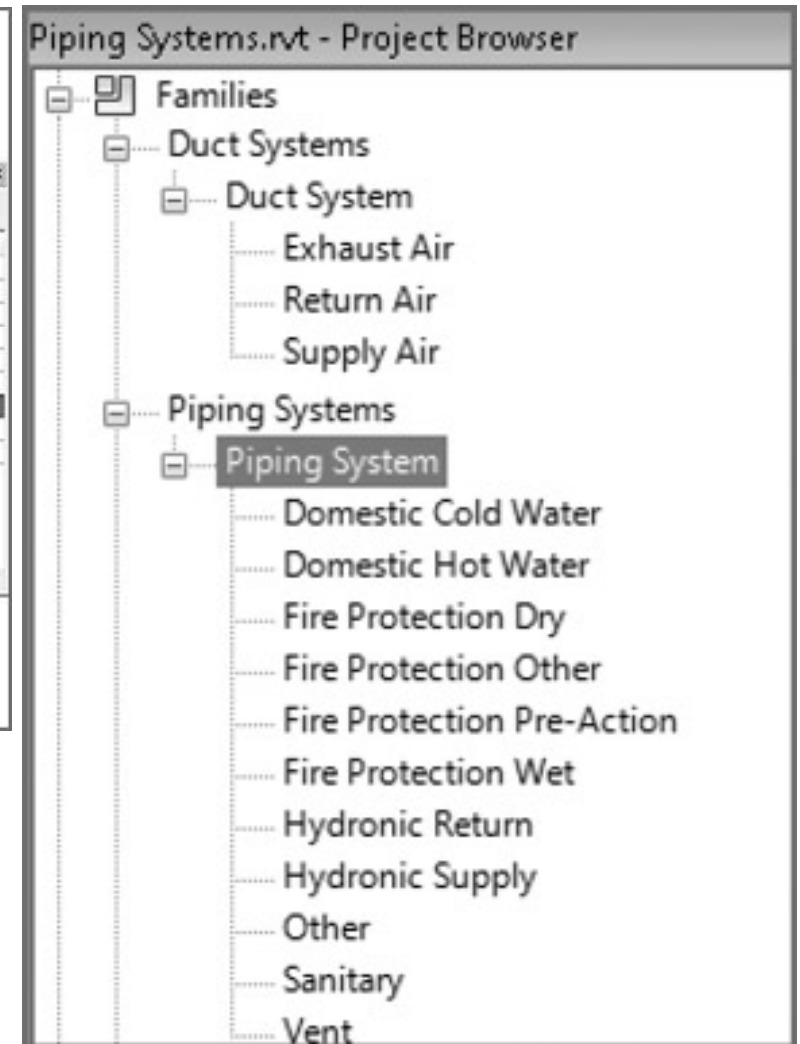 Piping Systems.rvt - Project Browser
Families
Duct Systems
Duct System
Exhaust Air
Return Air
Supply Air
Piping Systems
Piping System
Domestic Cold Water
Domestic Hot Water
Fire Protection Dry
Fire Protection Other
Fire Protection Pre-Action
Fire Protection Wet
Hydronic Return
Hydronic Supply
Other
Sanitary
Vent